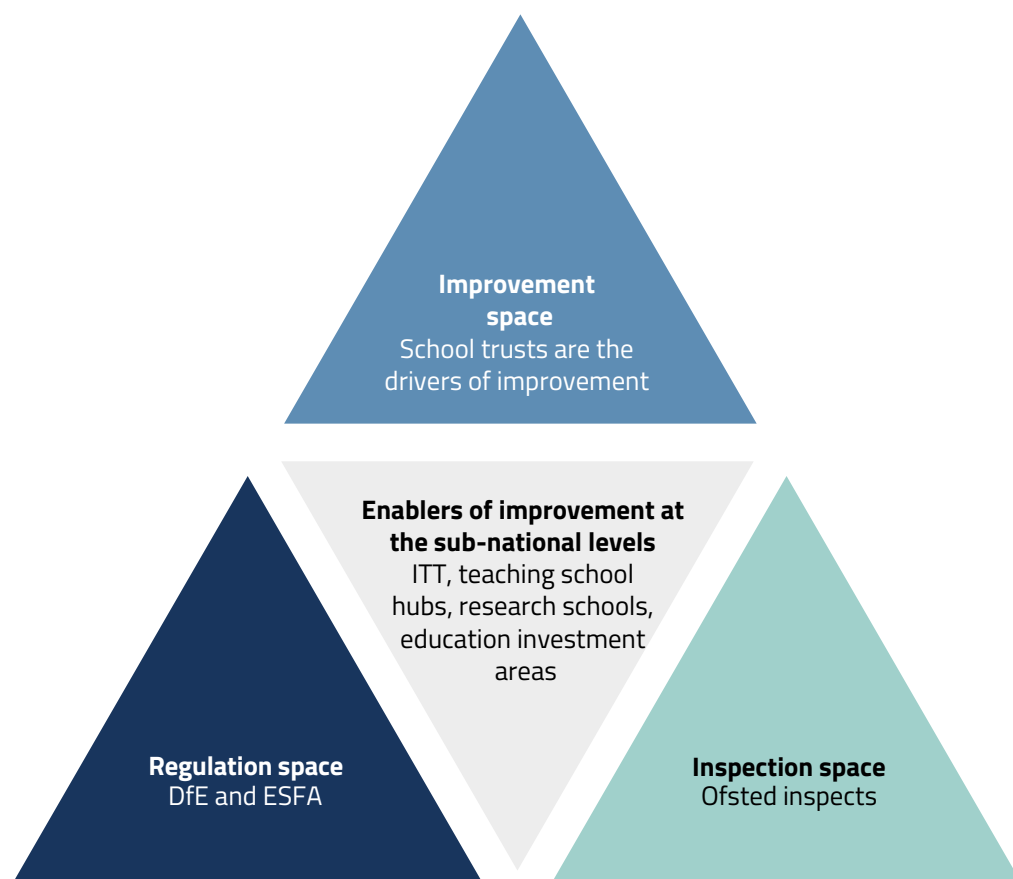 Improvement
space
School trusts are the
drivers of improvement
Enablers of improvement at
the sub-national levels
ITT, teaching school
hubs, research schools,
education investment
areas
Regulation space
DfE and ESFA
Inspection space
Ofsted inspects